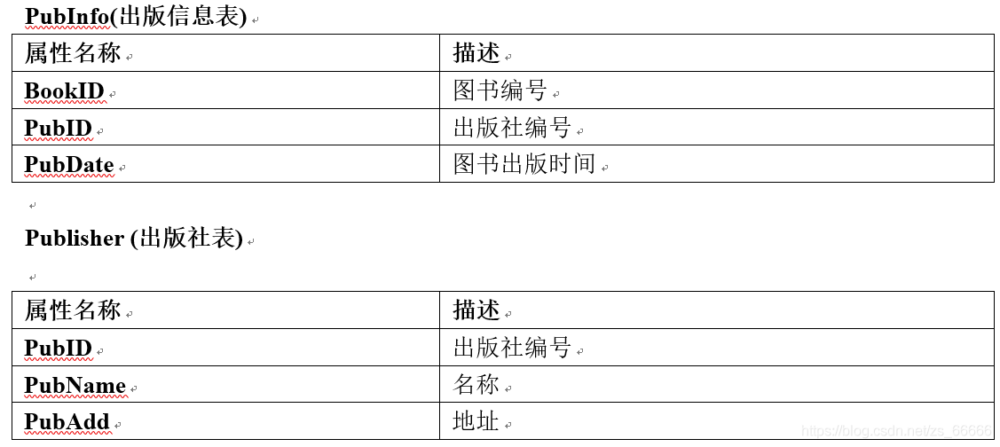 PubInfo(出版信息表)
属性名称 描述
BookID 图书编号
PubID 出版社编号
PubDate 图书出版时间
Publisher (出版社表)
属性名称 描述
PubID 出版社编号
PubName 名称
PubAdd 地址
https://blog.csdn.net/zs_66666